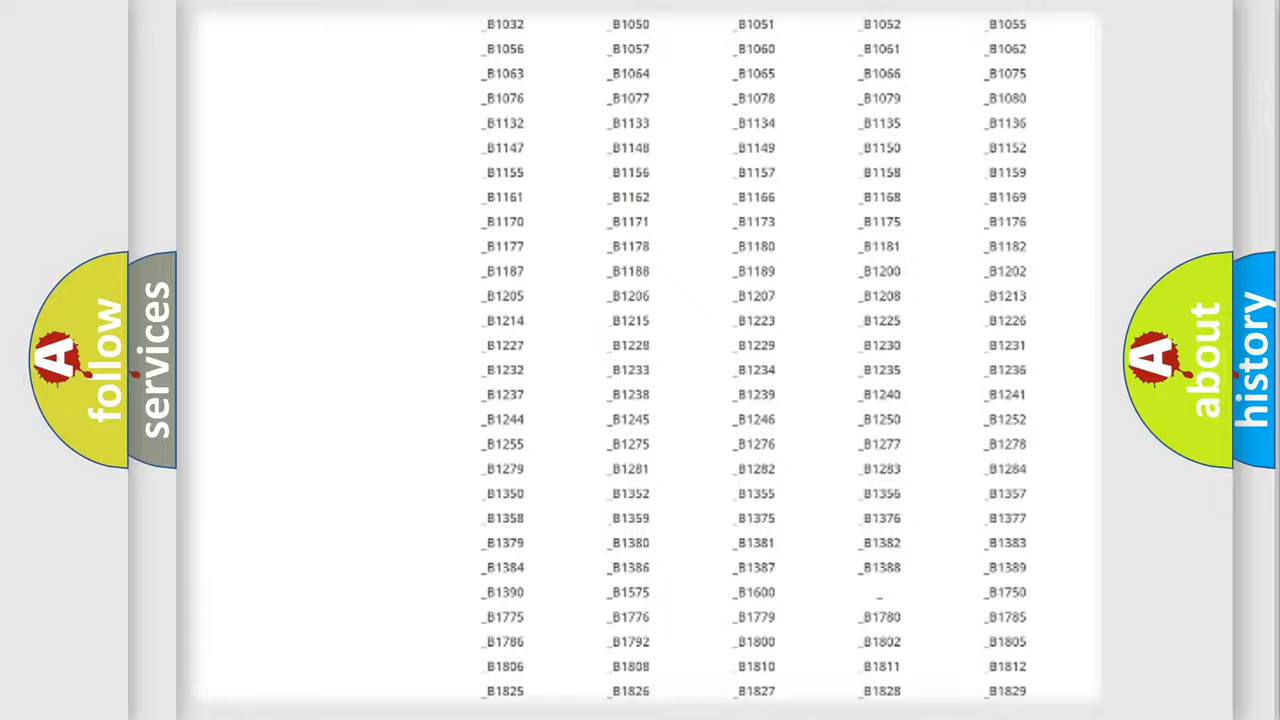 _B1032 _B1050 _B1051 _B1052 _B1055
_B1056 _B1057 _B1060 _B1061 _B1062
_B1063 _B1064 _B1065 _B1066 _B1075
_B1076 _B1077 _B1078 _B1079 _B1080
_B1132 _B1133 _B1134 _B1135 _B1136
_B1147 _B1148 _B1149 _B1150 _B1152
_B1155 _B1156 _B1157 _B1158 _B1159
_B1161 _B1162 _B1166 _B1168 _B1169
_B1170 _B1171 _B1173 _B1175 _B1176
_B1177 _B1178 _B1180 _B1181 _B1182
_B1187 _B1188 _B1189 _B1200 _B1202
_B1205 _B1206 _B1207 _B1208 _B1213
_B1214 _B1215 _B1223 _B1225 _B1226
_B1227 _B1228 _B1229 _B1230 _B1231
_B1232 _B1233 _B1234 _B1235 _B1236
_B1237 _B1238 _B1239 _B1240 _B1241
_B1244 _B1245 _B1246 _B1250 _B1252
_B1255 _B1275 _B1276 _B1277 _B1278
_B1279 _B1281 _B1282 _B1283 _B1284
_B1350 _B1352 _B1355 _B1356 _B1357
_B1358 _B1359 _B1375 _B1376 _B1377
_B1379 _B1380 _B1381 _B1382 _B1383
_B1384 _B1386 _B1387 _B1388 _B1389
_B1390 _B1575 _B1600 _ _B1750
_B1775 _B1776 _B1779 _B1780 _B1785
_B1786 _B1792 _B1800 _B1802 _B1805
_B1806 _B1808 _B1810 _B1811 _B1812
_B1825 _B1826 _B1827 _B1828 _B1829
A
follow
services
A
about
history